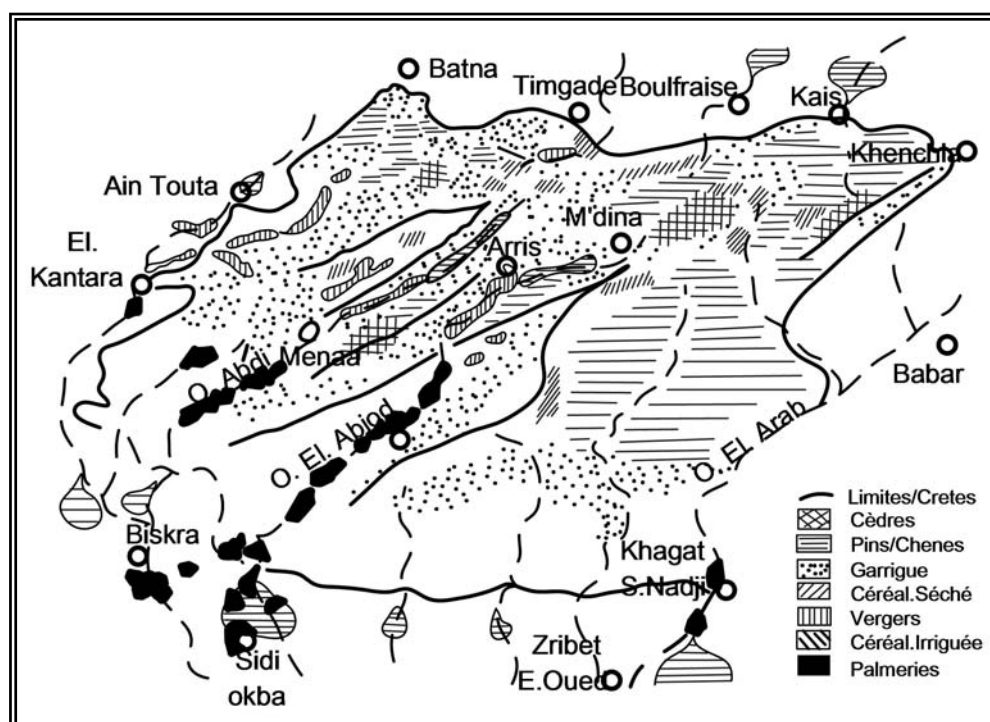 Batna
Timgade
Boulfraise
Kais
Khenchla
Ain Touta
El.
Kantara
M'dina
Arris
Menaa
O Abdi
Babar
O El. Abiod
O El. Arab
Biskra
Khagat
S.Nadji
Zribet
E.Oued
Sidi
okba
Limites/Cretes
Cèdres
Pins/Chenes
Garrigue
Céréal.Séché
Vergers
Céréal.Irriguée
Palmeries